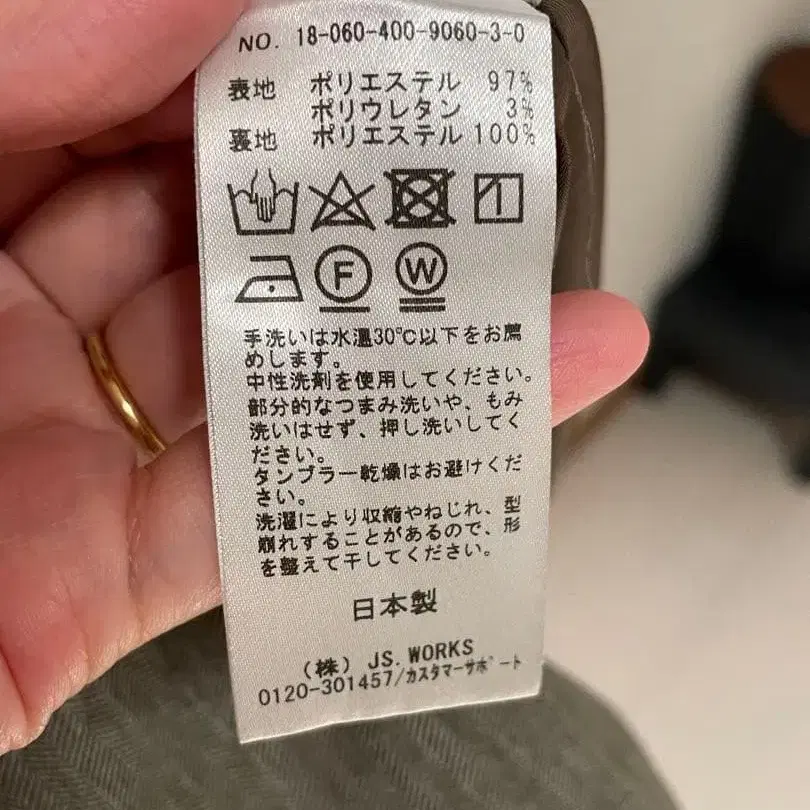 NO. 18-060-400-9060-3-0
表地 ポリエステル 97%
ポリウレタン 3%
裏地 ポリエステル 100%
F W
手洗いは水温30℃以下をお薦
めします。
中性洗剤を使用してください。
部分的なつまみ洗いや、もみ
洗いはせず、押し洗いしてく
ださい。
タンブラー乾燥はお避けくだ
さい。
洗濯により収縮やねじれ、型
崩れすることがあるので、形
を整えて干してください。
日本製
(株) JS.WORKS
0120-301457/カスタマーサポート